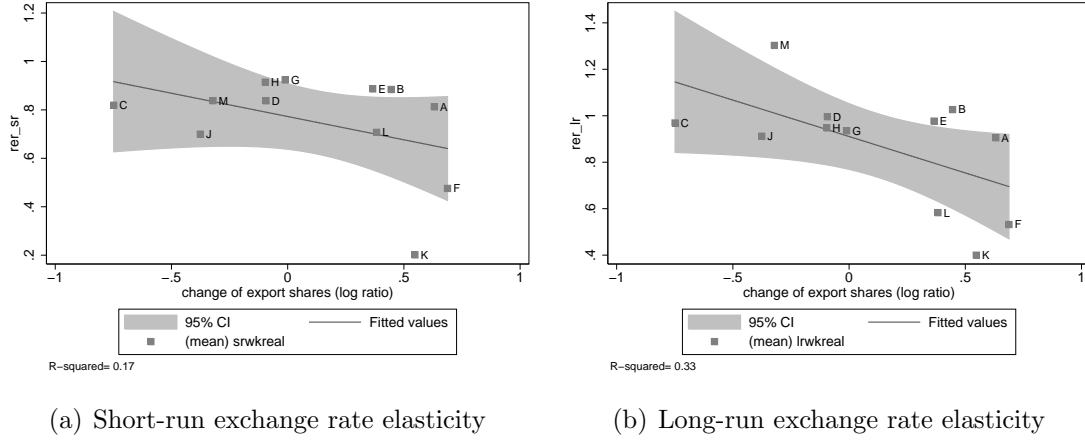 rer_sr
1.2
1
.8
.6
.4
.2
C
J
M
H
G
D
E
B
L
A
F
K
−1
−.5
0
.5
1
change of export shares (log ratio)
95% CI
Fitted values
(mean) srwkreal
R−squared= 0.17
(a) Short-run exchange rate elasticity
rer_lr
1.4
1.2
1
.8
.6
.4
C
J
M
D
H
G
E
B
A
L
F
K
−1
−.5
0
.5
1
change of export shares (log ratio)
95% CI
Fitted values
(mean) lrwkreal
R−squared= 0.33
(b) Long-run exchange rate elasticity